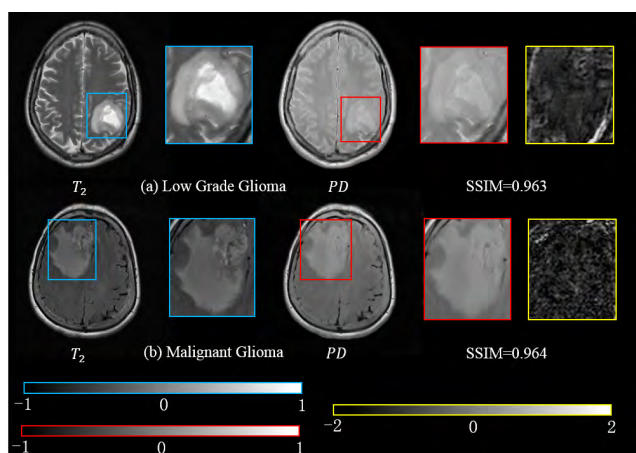 T₂ (a) Low Grade Glioma PD SSIM=0.963
T₂ (b) Malignant Glioma PD SSIM=0.964
−1 0 1
−2 0 2
−1 0 1